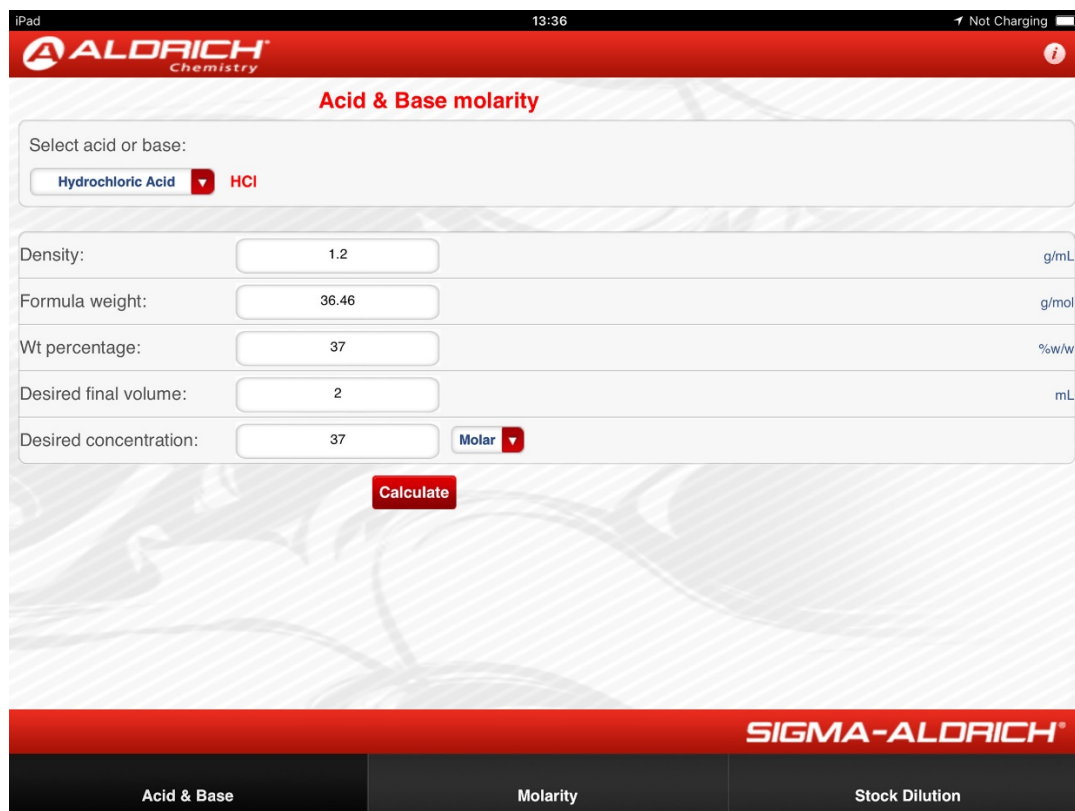 iPad 13:36 Not Charging
A ALDRICH®
Chemistry
i
Acid & Base molarity
Select acid or base:
Hydrochloric Acid HCl
Density: 1.2 g/mL
Formula weight: 36.46 g/mol
Wt percentage: 37 %w/w
Desired final volume: 2 mL
Desired concentration: 37 Molar
Calculate
SIGMA-ALDRICH®
Acid & Base Molarity Stock Dilution